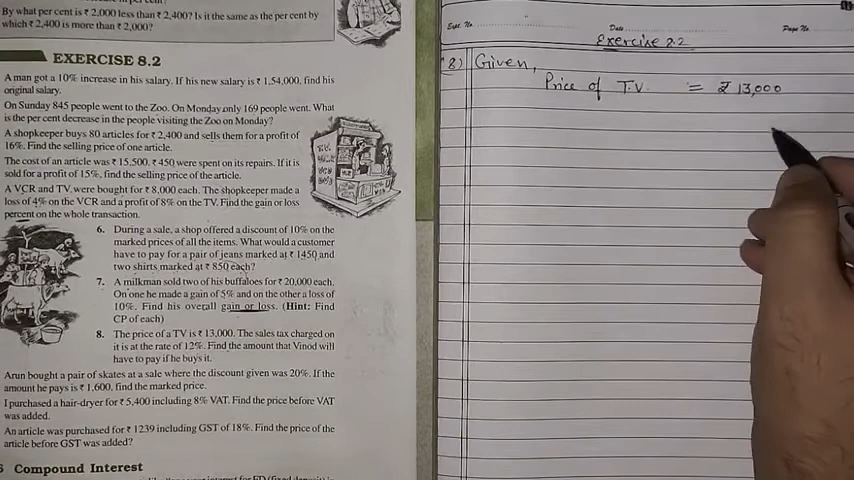 By what per cent is ₹ 2,000 less than ₹ 2,400? Is it the same as the per cent by
which ₹ 2,400 is more than ₹ 2,000?
EXERCISE 8.2
A man got a 10% increase in his salary. If his new salary is ₹ 1,54,000, find his
original salary.
On Sunday 845 people went to the Zoo. On Monday only 169 people went. What
is the per cent decrease in the people visiting the Zoo on Monday?
A shopkeeper buys 80 articles for ₹ 2,400 and sells them for a profit of
16%. Find the selling price of one article.
The cost of an article was ₹ 15,500. ₹ 450 were spent on its repairs. If it is
sold for a profit of 15%, find the selling price of the article.
A VCR and TV were bought for ₹ 8,000 each. The shopkeeper made a
loss of 4% on the VCR and a profit of 8% on the TV. Find the gain or loss
percent on the whole transaction.
6. During a sale, a shop offered a discount of 10% on the
marked prices of all the items. What would a customer
have to pay for a pair of jeans marked at ₹ 1450 and
two shirts marked at ₹ 850 each?
7. A milkman sold two of his buffaloes for ₹ 20,000 each.
On one he made a gain of 5% and on the other a loss of
10%. Find his overall gain or loss. (Hint: Find
CP of each)
8. The price of a TV is ₹ 13,000. The sales tax charged on
it is at the rate of 12%. Find the amount that Vinod will
have to pay if he buys it.
Arun bought a pair of skates at a sale where the discount given was 20%. If the
amount he pays is ₹ 1,600, find the marked price.
I purchased a hair-dryer for ₹ 5,400 including 8% VAT. Find the price before VAT
was added.
An article was purchased for ₹ 1239 including GST of 18%. Find the price of the
article before GST was added?
Compound Interest
Expt. No. Date Page No.
Exercise 8.2
8) Given,
Price of T.V. = ₹ 13,000